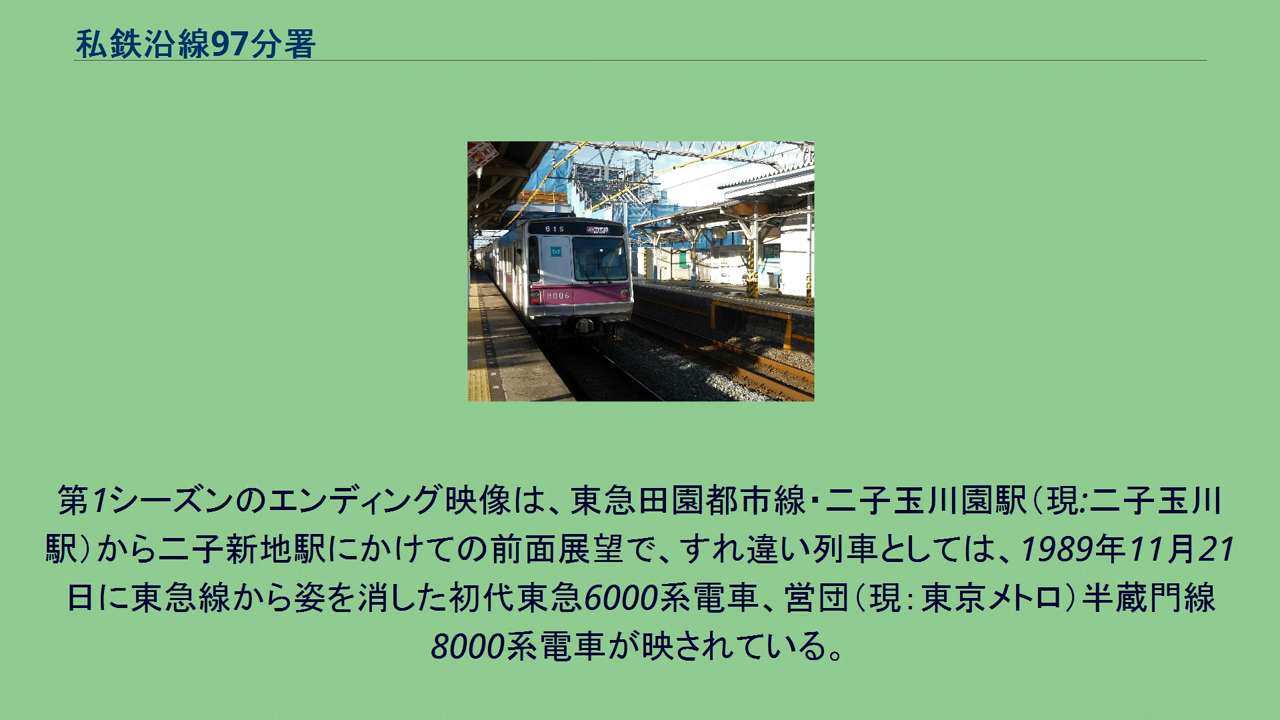 私鉄沿線97分署
8006
第1シーズンのエンディング映像は、東急田園都市線・二子玉川園駅（現:二子玉川
駅）から二子新地駅にかけての前面展望で、すれ違い列車としては、1989年11月21
日に東急線から姿を消した初代東急6000系電車、営団（現：東京メトロ）半蔵門線
8000系電車が映されている。